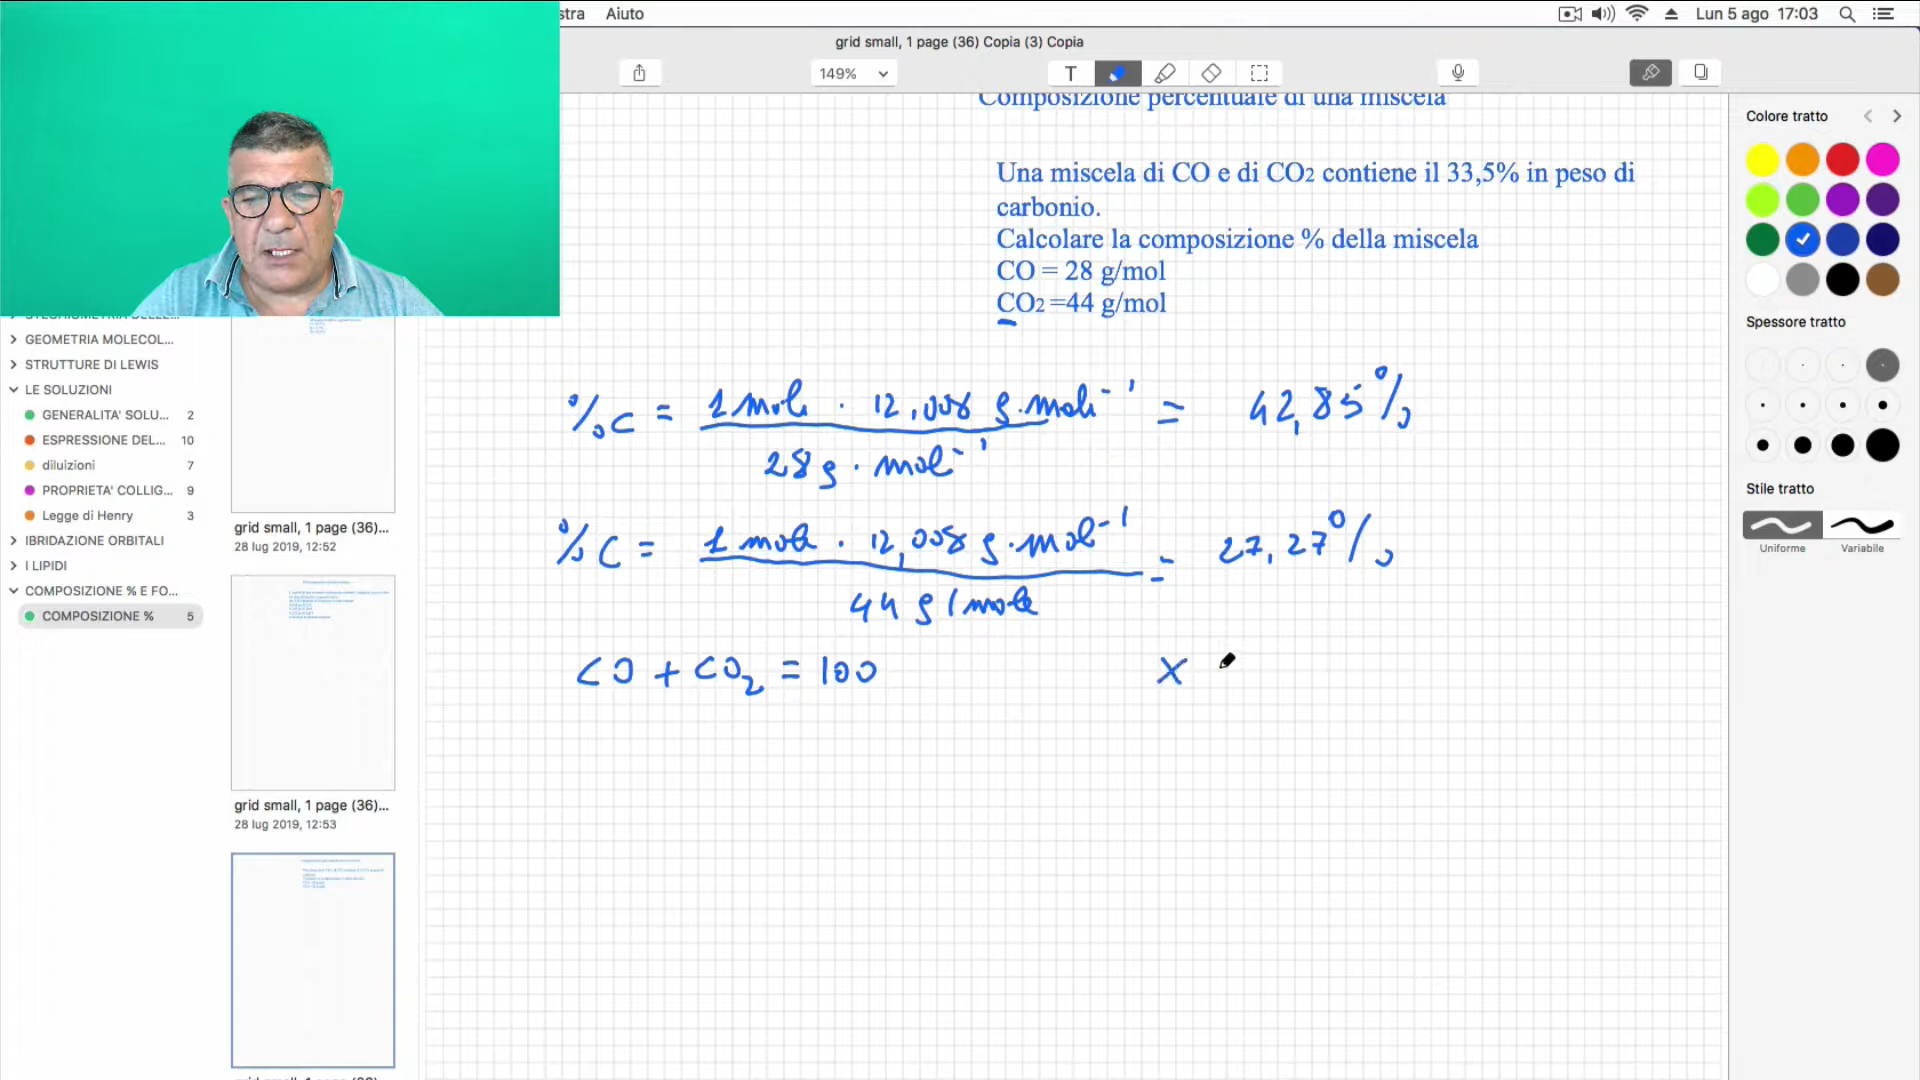 stra Aiuto
Lun 5 ago 17:03
grid small, 1 page (36) Copia (3) Copia
149%
T
Composizione percentuale di una miscela
Una miscela di CO e di CO2 contiene il 33,5% in peso di
carbonio.
Calcolare la composizione % della miscela
CO = 28 g/mol
CO2 =44 g/mol
%C = 1 mole · 12,008 g·mole⁻¹ = 42,85%
28 g · mol⁻¹
%C = 1 mole · 12,008 g·mol⁻¹ = 27,27%
44 g/mole
CO + CO₂ = 100 X
GEOMETRIA MOLECOL...
STRUTTURE DI LEWIS
LE SOLUZIONI
GENERALITA' SOLU... 2
ESPRESSIONE DEL... 10
diluizioni 7
PROPRIETA' COLLIG... 9
Legge di Henry 3
IBRIDAZIONE ORBITALI
I LIPIDI
COMPOSIZIONE % E FO...
COMPOSIZIONE % 5
grid small, 1 page (36)...
28 lug 2019, 12:52
grid small, 1 page (36)...
28 lug 2019, 12:53
Colore tratto
Spessore tratto
Stile tratto
Uniforme Variabile